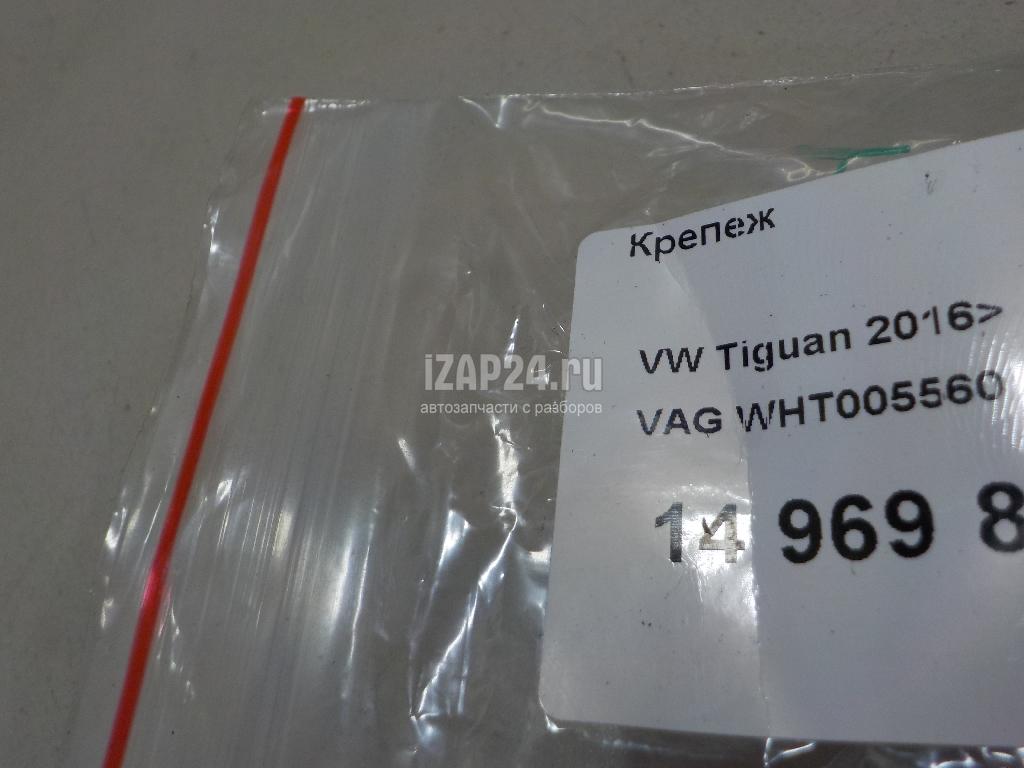 Крепеж
VW Tiguan 2016>
VAG WHT005560
14 969 8
iZAP24.ru
автозапчасти с разборов